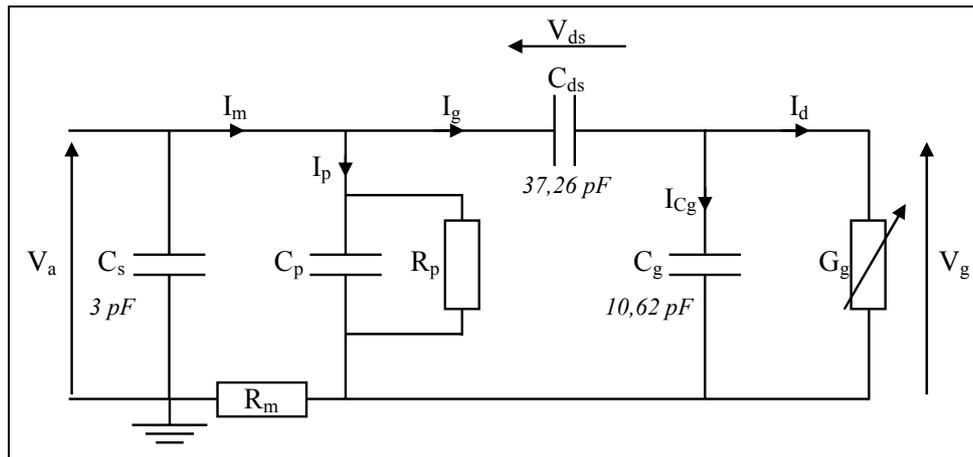 V_ds
C_ds
I_m
I_g
I_d
I_p
37,26 pF
I_Cg
V_a
C_s
C_p
R_p
C_g
G_g
V_g
3 pF
10,62 pF
R_m